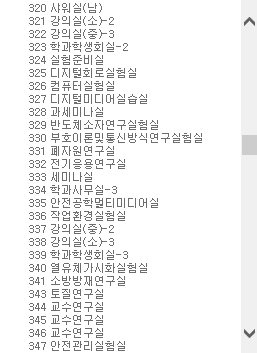 320 샤워실(남)
321 강의실(소)-2
322 강의실(중)-3
323 학과학생회실-2
324 실험준비실
325 디지털회로실험실
326 컴퓨터실험실
327 디지털미디어실습실
328 과세미나실
329 반도체소자연구실험실
330 부호이론및통신방식연구실험실
331 폐자원연구실
332 전기응용연구실
333 세미나실
334 학과사무실-3
335 안전공학멀티미디어실
336 작업환경실험실
337 강의실(중)-2
338 강의실(소)-3
339 학과학생회실-3
340 열유체가시화실험실
341 소방방재연구실
343 토질연구실
344 교수연구실
345 교수연구실
346 교수연구실
347 안전관리실험실